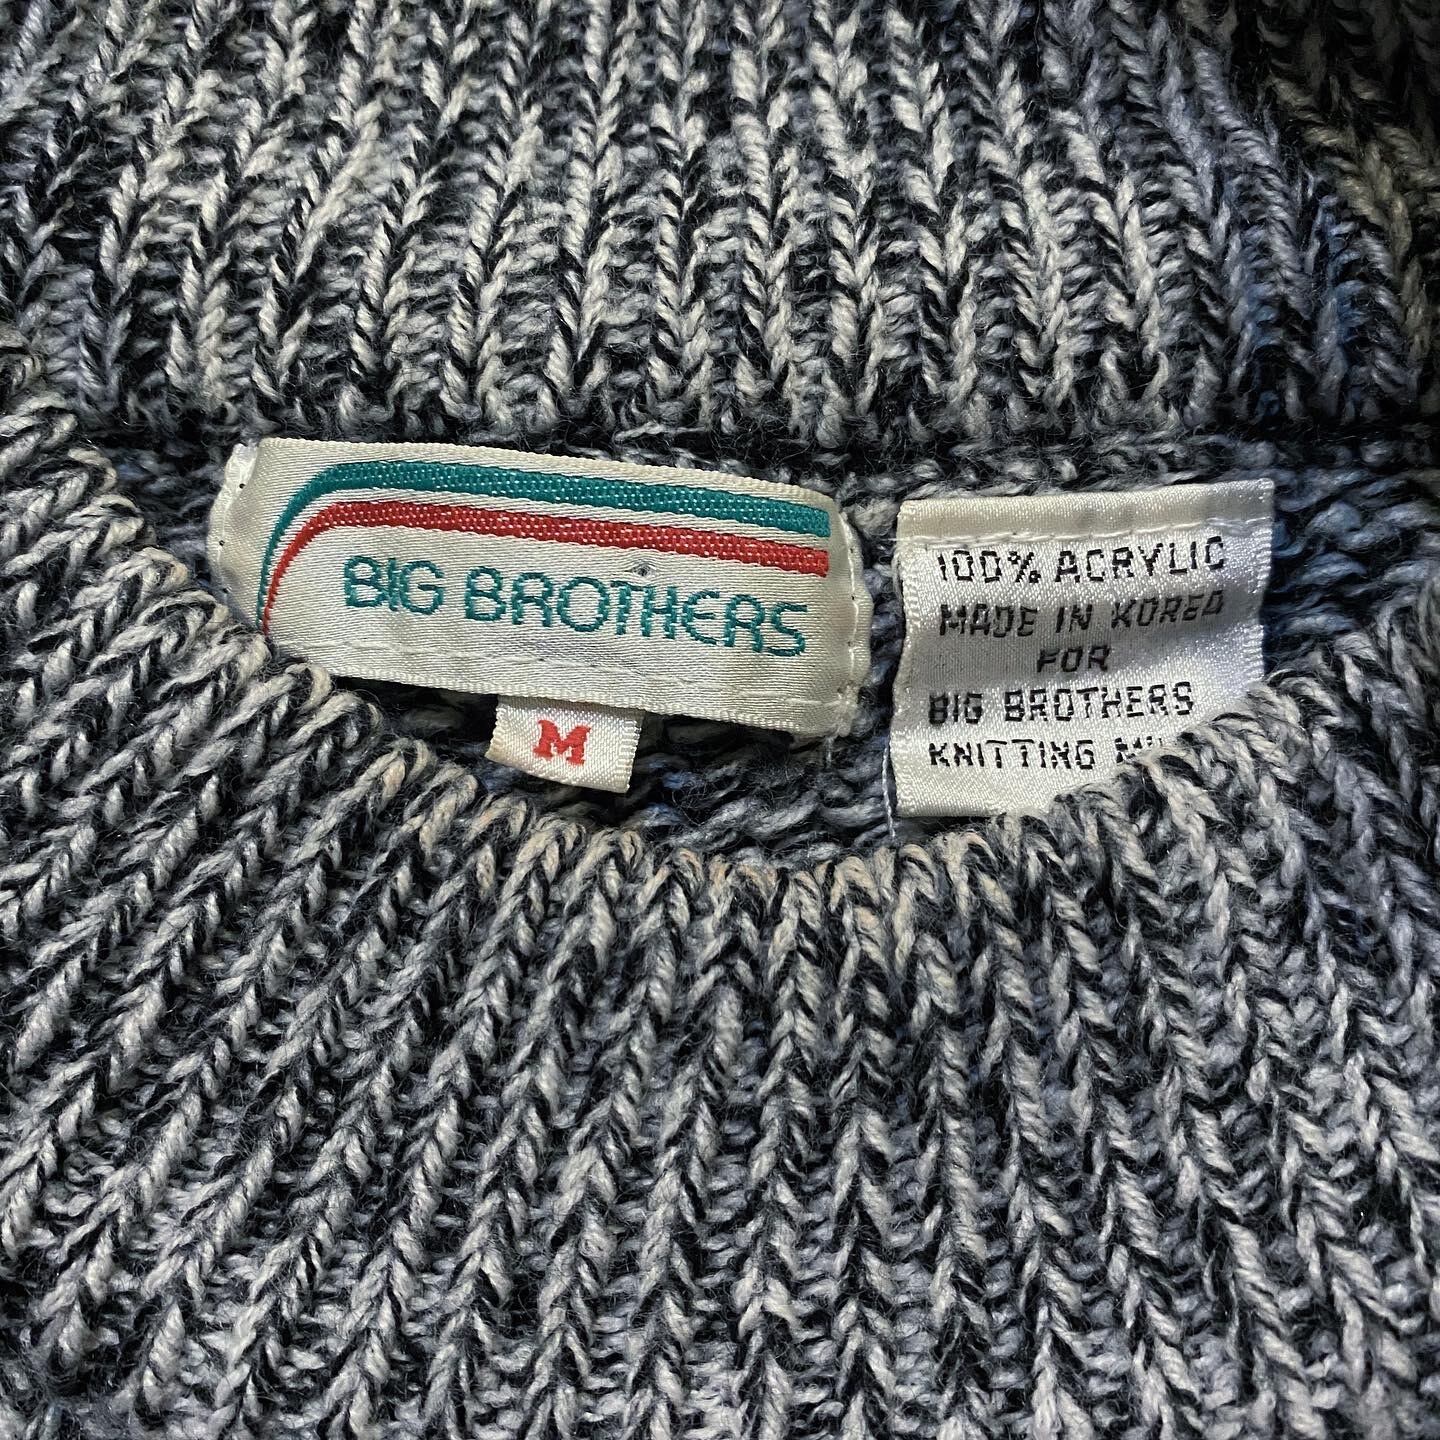 BIG BROTHERS
M
100% ACRYLIC
MADE IN KOREA
FOR
BIG BROTHERS
KNITTING